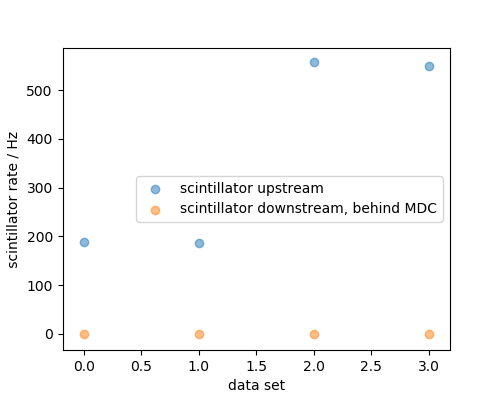 500
400
300
200
100
0
scintillator rate / Hz
scintillator upstream
scintillator downstream, behind MDC
0.0 0.5 1.0 1.5 2.0 2.5 3.0
data set